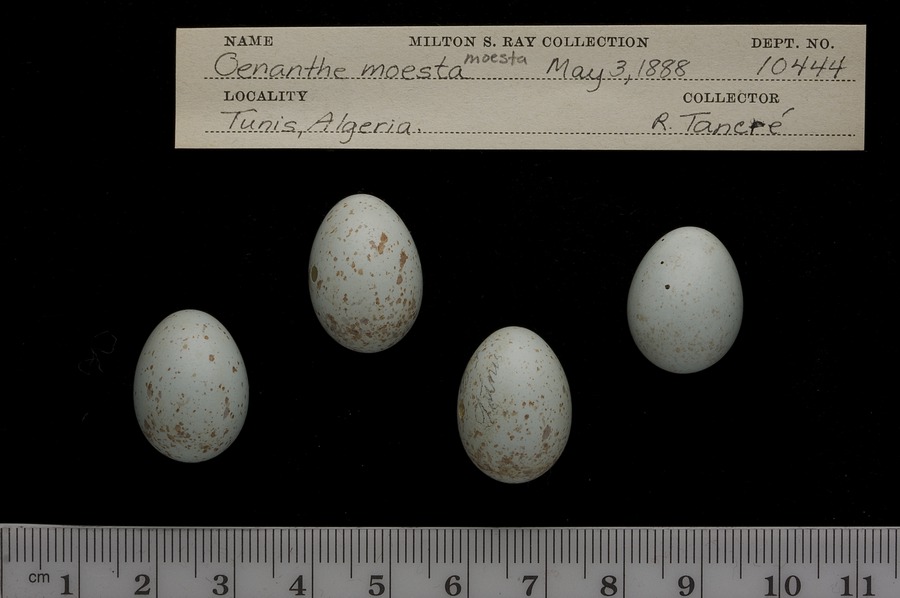 NAME MILTON S. RAY COLLECTION DEPT. NO.
Oenanthe moesta moesta May 3, 1888 10444
LOCALITY COLLECTOR
Tunis, Algeria. R. Tancré
Tunis
cm 1 2 3 4 5 6 7 8 9 10 11